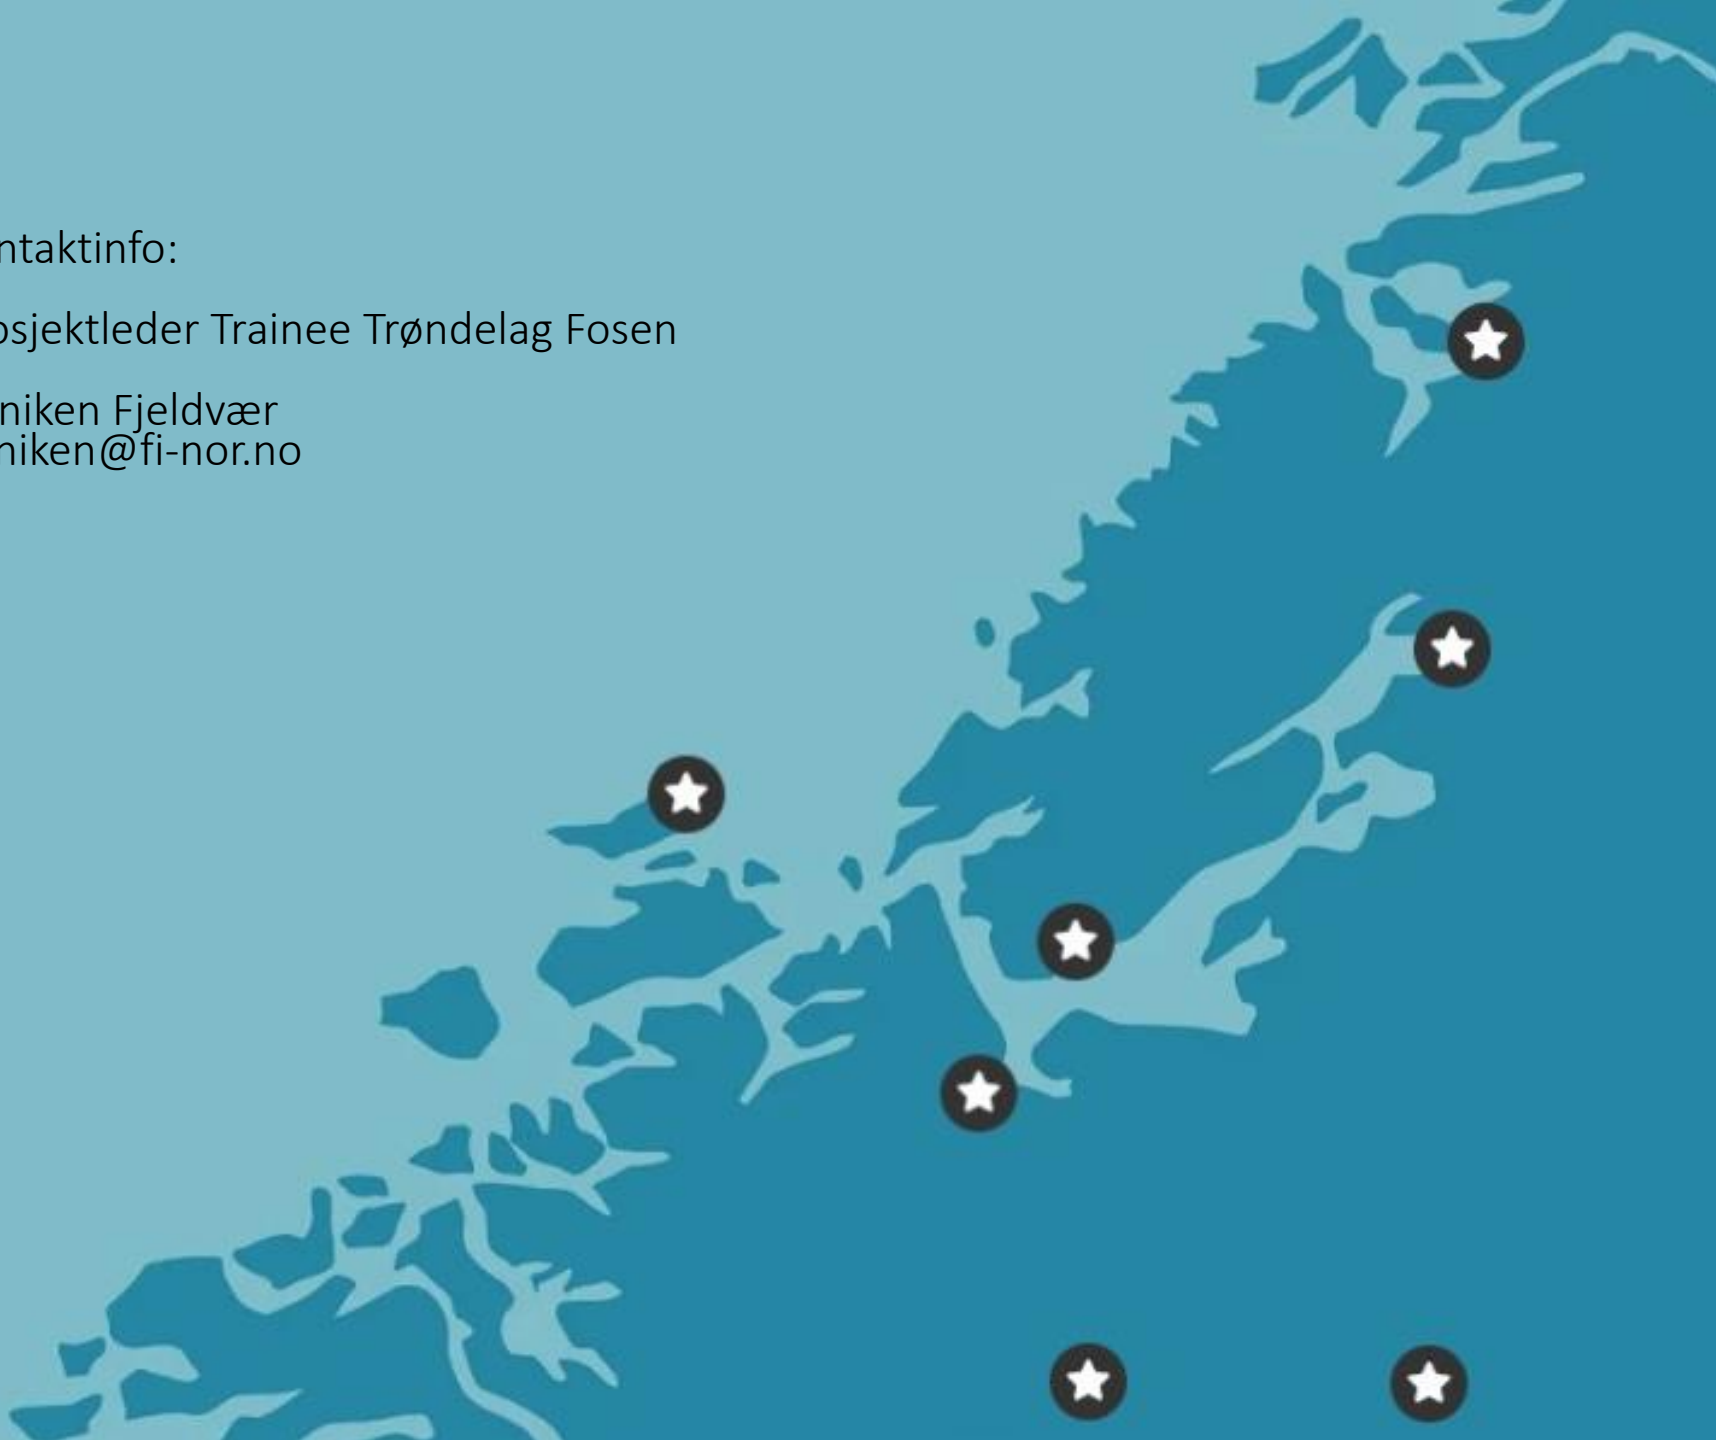 ntaktinfo:
osjektleder Trainee Trøndelag Fosen
niken Fjeldvær
niken@fi-nor.no